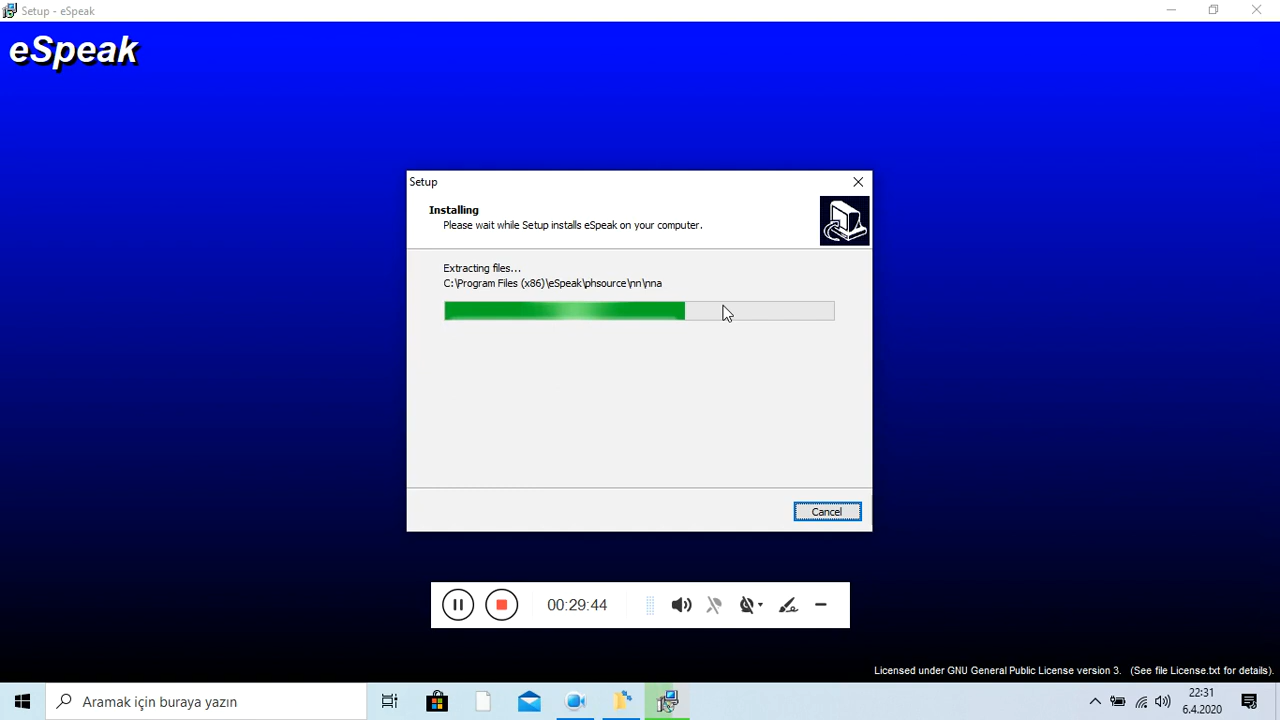 Setup - eSpeak
eSpeak
Setup
Installing
Please wait while Setup installs eSpeak on your computer.
Extracting files...
C:\Program Files (x86)\eSpeak\phsource\nn\nna
Cancel
00:29:44
Licensed under GNU General Public License version 3. (See file License.txt for details).
Aramak için buraya yazın
22:31
6.4.2020